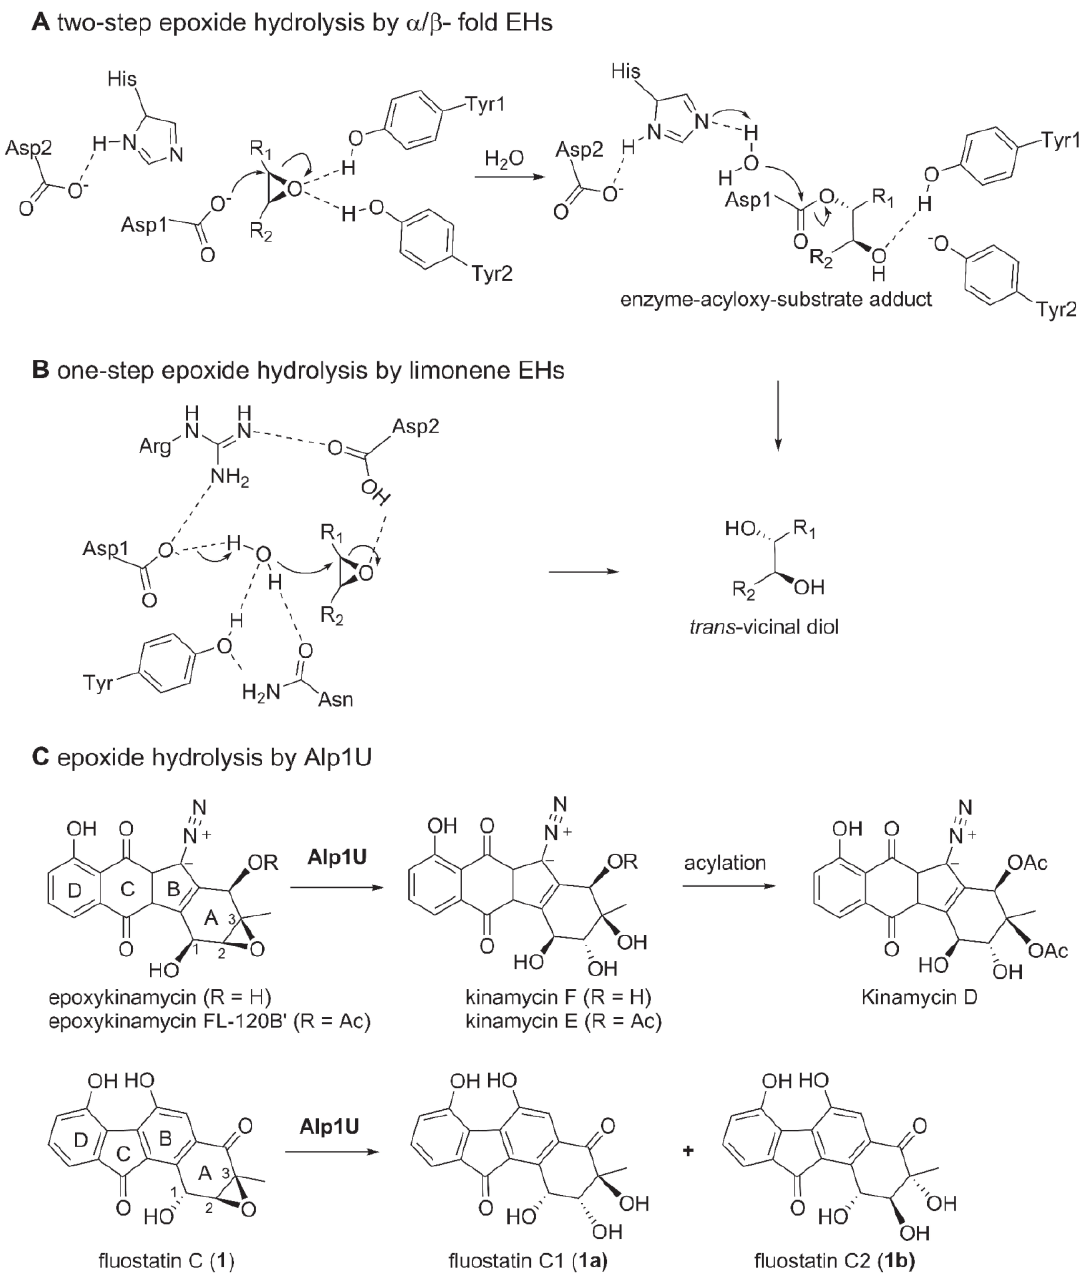 A two-step epoxide hydrolysis by α/β- fold EHs
His
Asp2
H
N
N
O
O-
Asp1
O-
O
R1
R2
O
H
O
Tyr1
H
O
Tyr2
H2O
His
Asp2
H
N
N
O
O-
H
O
H
Asp1
O
O
R1
R2
O
H
O
H
Tyr1
-O
Tyr2
enzyme-acyloxy-substrate adduct
B one-step epoxide hydrolysis by limonene EHs
H
N
H
N
Arg
NH2
O
Asp2
OH
Asp1
O
O
H
O
H
R1
R2
O
H
O
Tyr
O
H2N
Asn
HO
R1
R2
OH
trans-vicinal diol
C epoxide hydrolysis by Alp1U
N
N
+
−
OH
O
OR
D
C
B
A
3
1
2
O
O
HO
Alp1U
N
N
+
−
OH
O
OR
O
OH
HO
OH
acylation
N
N
+
−
OH
O
OAc
O
OAc
HO
OH
epoxykinamycin (R = H)
epoxykinamycin FL-120B' (R = Ac)
kinamycin F (R = H)
kinamycin E (R = Ac)
Kinamycin D
OH HO
D
C
B
A
O
3
1
2
O
O
HO
Alp1U
OH HO
O
O
OH
HO
OH
+
OH HO
O
O
OH
HO
OH
fluostatin C (1)
fluostatin C1 (1a)
fluostatin C2 (1b)